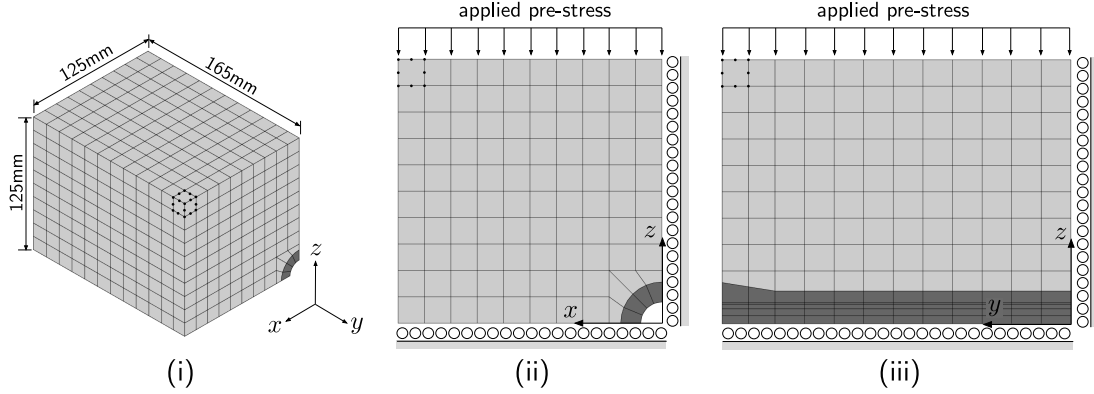 applied pre-stress
applied pre-stress
125mm
165mm
125mm
z
x
y
z
x
z
y
(i)
(ii)
(iii)